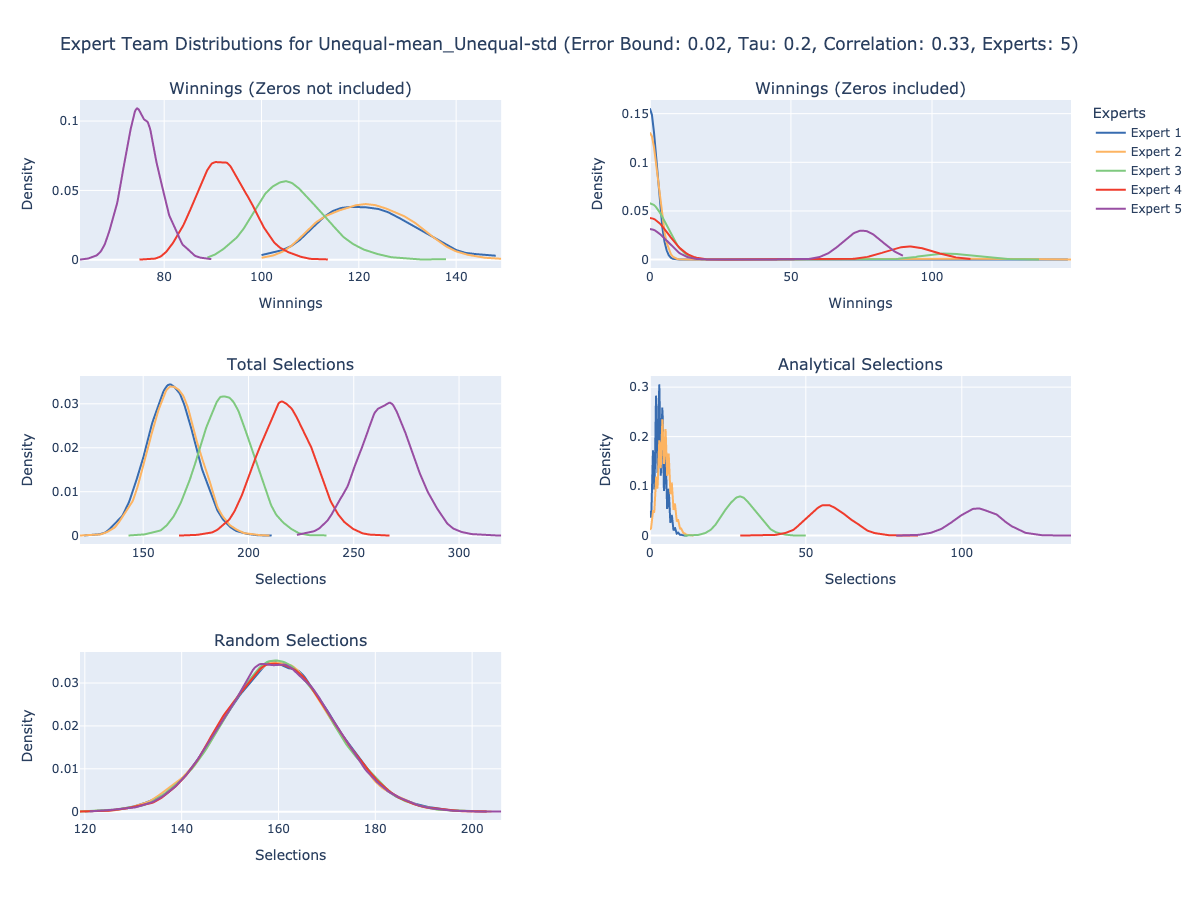 Expert Team Distributions for Unequal-mean_Unequal-std (Error Bound: 0.02, Tau: 0.2, Correlation: 0.33, Experts: 5)
Winnings (Zeros not included)
0.1
0.05
0
Density
80 100 120 140
Winnings
Winnings (Zeros included)
0.15
0.1
0.05
0
Density
0 50 100
Winnings
Experts
Expert 1
Expert 2
Expert 3
Expert 4
Expert 5
Total Selections
0.03
0.02
0.01
0
Density
150 200 250 300
Selections
Analytical Selections
0.3
0.2
0.1
0
Density
0 50 100
Selections
Random Selections
0.03
0.02
0.01
0
Density
120 140 160 180 200
Selections